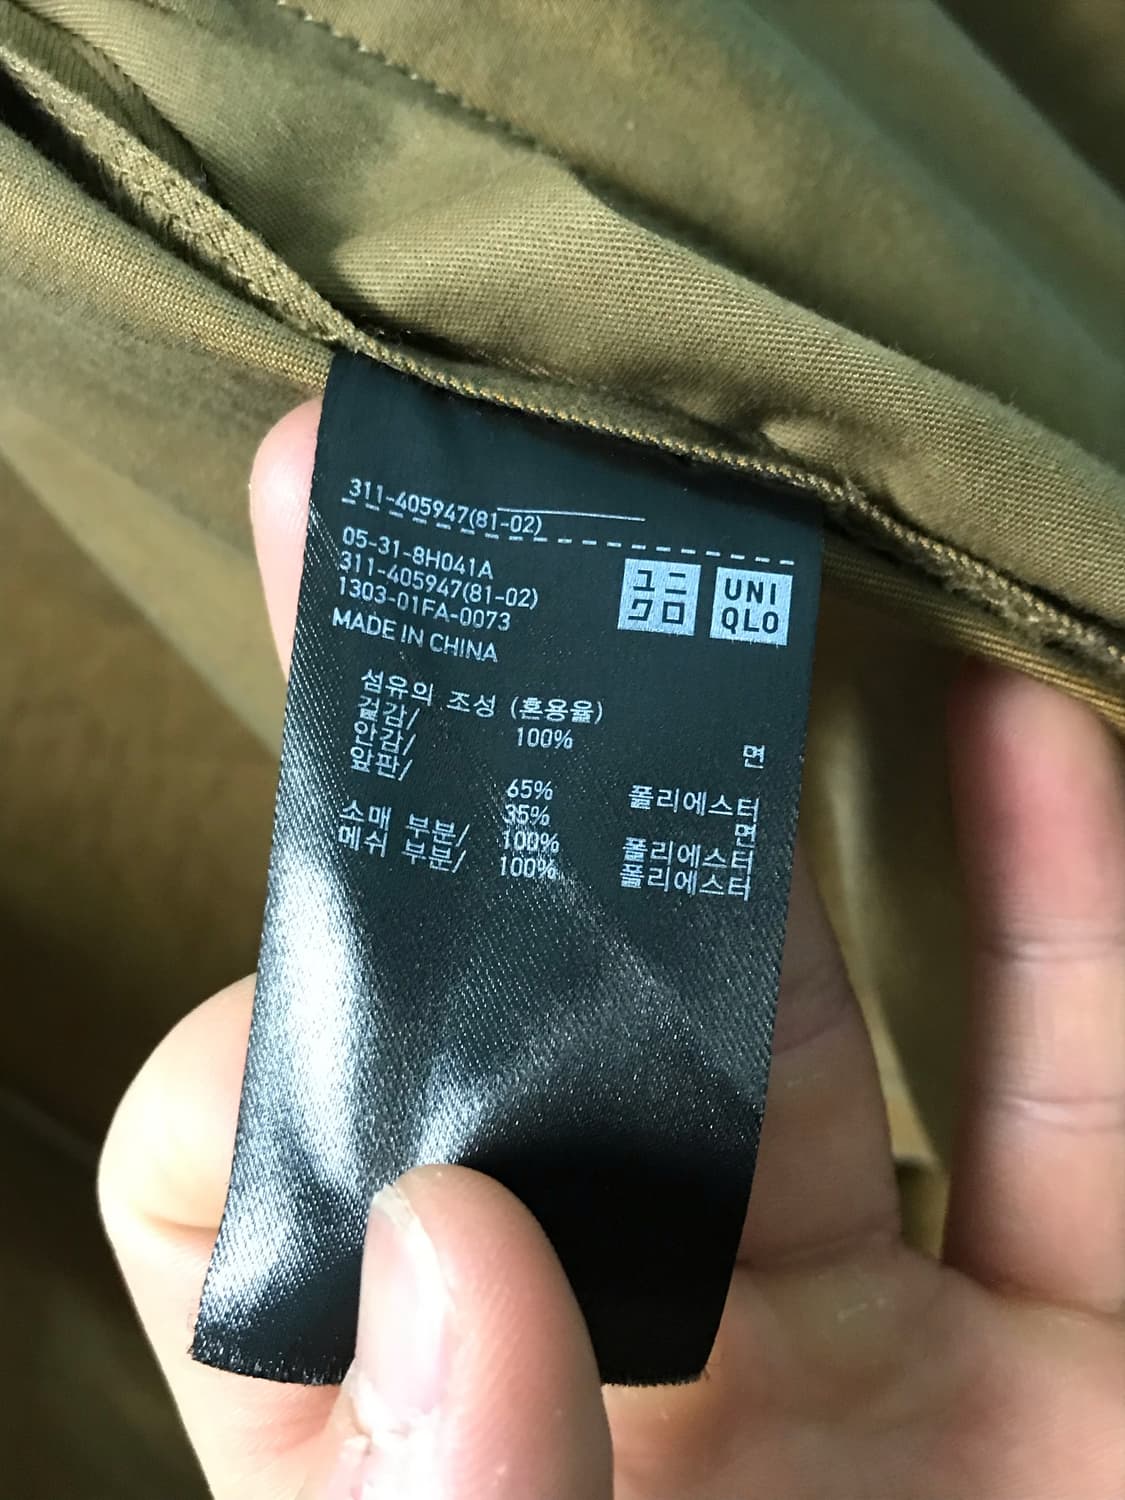 311-405947(81-02)
05-31-8H041A
311-405947(81-02)
1303-01FA-0073
MADE IN CHINA
ユニ
クロ
UNI
QLO
섬유의 조성 (혼용율)
겉감/ 100% 면
안감/
앞판/ 65% 폴리에스터
35% 면
소매 부분/ 100% 폴리에스터
메쉬 부분/ 100% 폴리에스터